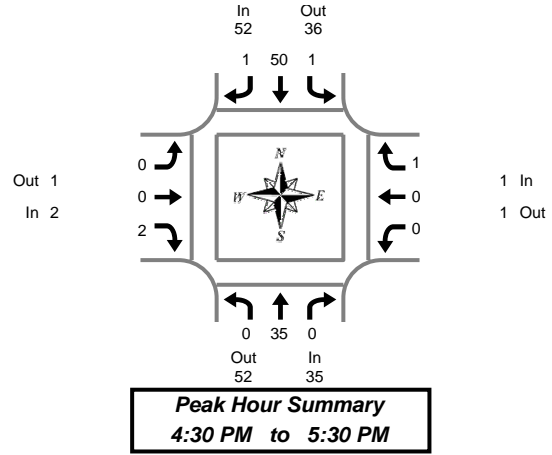 In Out
52 36
1 50 1
N
W E
S
0
0
2
1
0
0
Out 1
In 2
1 In
1 Out
0 35 0
Out In
52 35
Peak Hour Summary
4:30 PM to 5:30 PM